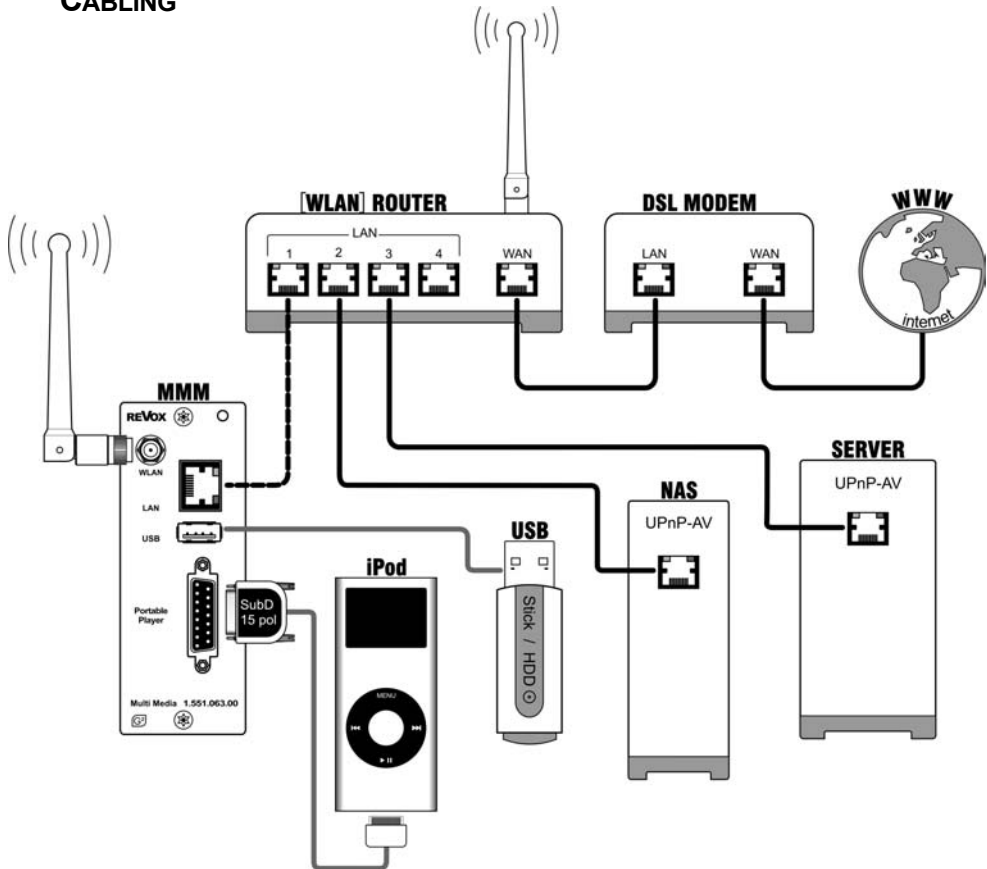 CABLING
[WLAN] ROUTER
LAN
1 2 3 4 WAN
DSL MODEM
LAN WAN
WWW
internet
MMM
REVOX
WLAN
LAN
USB
Portable
Player
SubD
15 pol
Multi Media 1.551.063.00
G²
iPod
MENU
USB
Stick / HDD
NAS
UPnP-AV
SERVER
UPnP-AV